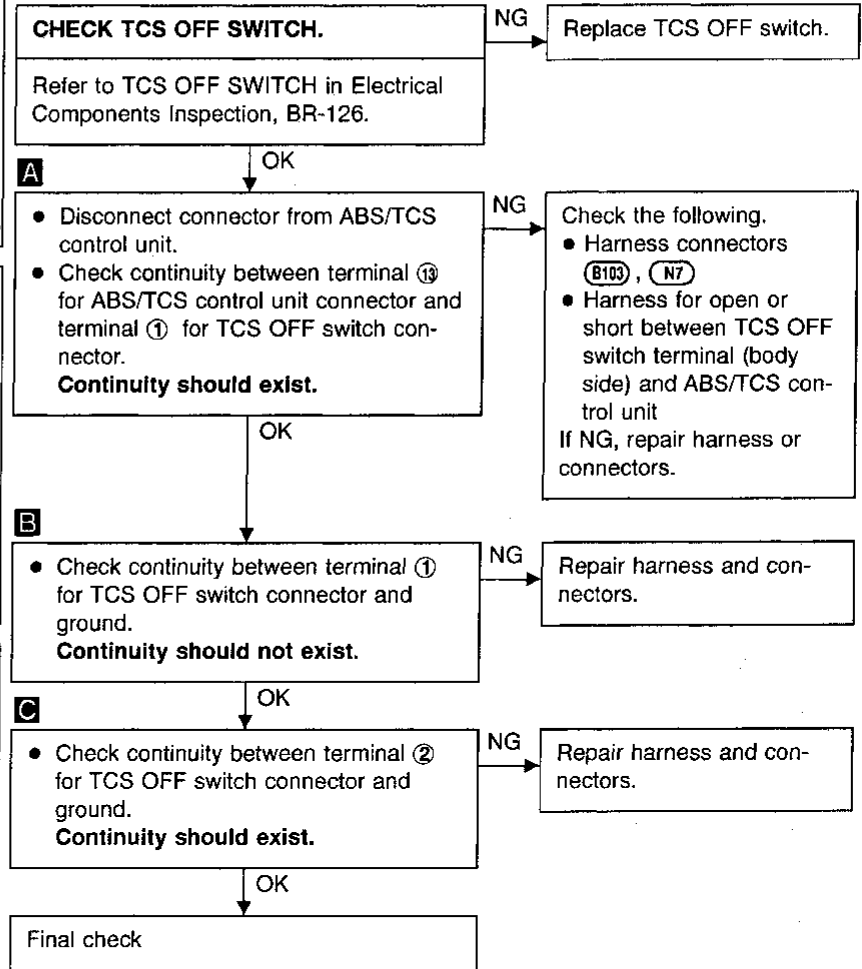 CHECK TCS OFF SWITCH.
NG
Replace TCS OFF switch.
Refer to TCS OFF SWITCH in Electrical
Components Inspection, BR-126.
OK
A
• Disconnect connector from ABS/TCS
control unit.
• Check continuity between terminal ⑬
for ABS/TCS control unit connector and
terminal ① for TCS OFF switch con-
nector.
Continuity should exist.
NG
Check the following.
• Harness connectors
(B103), (N7)
• Harness for open or
short between TCS OFF
switch terminal (body
side) and ABS/TCS con-
trol unit
If NG, repair harness or
connectors.
OK
B
• Check continuity between terminal ①
for TCS OFF switch connector and
ground.
Continuity should not exist.
NG
Repair harness and con-
nectors.
OK
C
• Check continuity between terminal ②
for TCS OFF switch connector and
ground.
Continuity should exist.
NG
Repair harness and con-
nectors.
OK
Final check